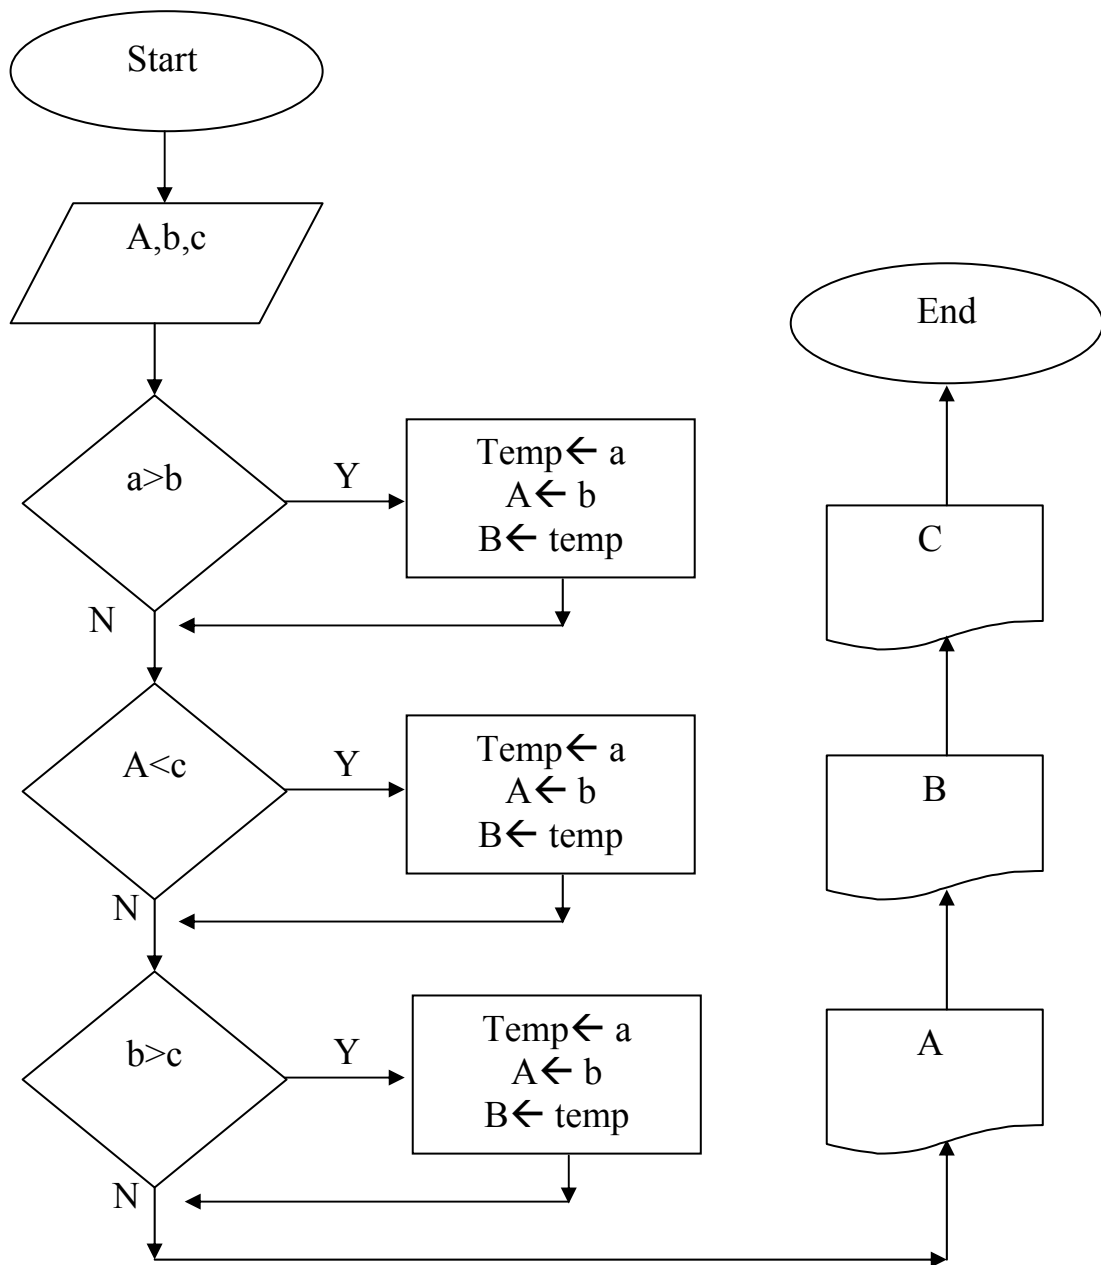 Start
A,b,c
a>b
Y
Temp← a
A← b
B← temp
N
A<c
Y
Temp← a
A← b
B← temp
N
b>c
Y
Temp← a
A← b
B← temp
N
A
B
C
End